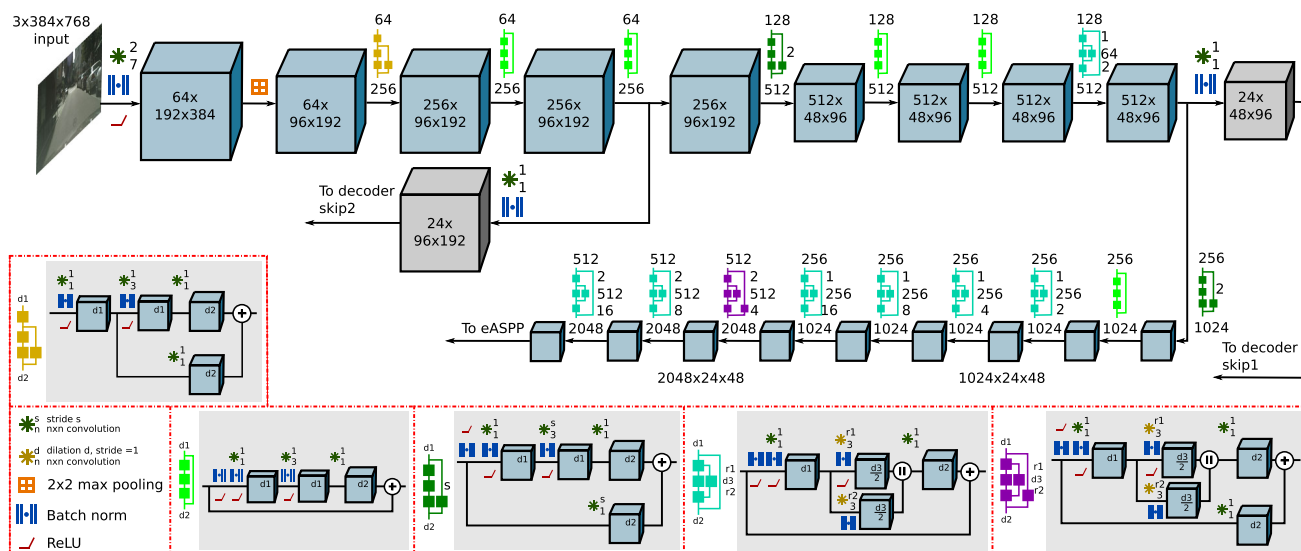 3x384x768
input
2
7
64x
192x384
64x
96x192
64
256
256x
96x192
64
256
256x
96x192
64
256
256x
96x192
128
2
512
512x
48x96
128
512
512x
48x96
128
512
512x
48x96
128
1
64
2
512
512x
48x96
1
1
24x
48x96
To decoder
skip2
24x
96x192
1
1
512
2
512
16
2048
512
2
512
8
2048
512
2
512
4
2048
256
1
256
16
1024
256
1
256
8
1024
256
1
256
4
1024
256
1
256
2
1024
256
1024
256
2
1024
To eASPP
2048x24x48
1024x24x48
To decoder
skip1
d1
d2
1
1
d1
1
3
d1
1
1
d2
1
1
d2
s
n
stride s
nxn convolution
d
n
dilation d, stride =1
nxn convolution
2x2 max pooling
Batch norm
ReLU
d1
d2
1
1
d1
1
3
d1
1
1
d2
d1
s
d2
1
1
d1
s
3
d1
1
1
d2
s
1
d2
d1
r1
d3
r2
d2
1
1
d1
r1
3
d3
2
r2
3
d3
2
1
1
d2
d1
r1
d3
r2
d2
1
1
d1
r1
3
d3
2
r2
3
d3
2
1
1
d2
1
1
d2